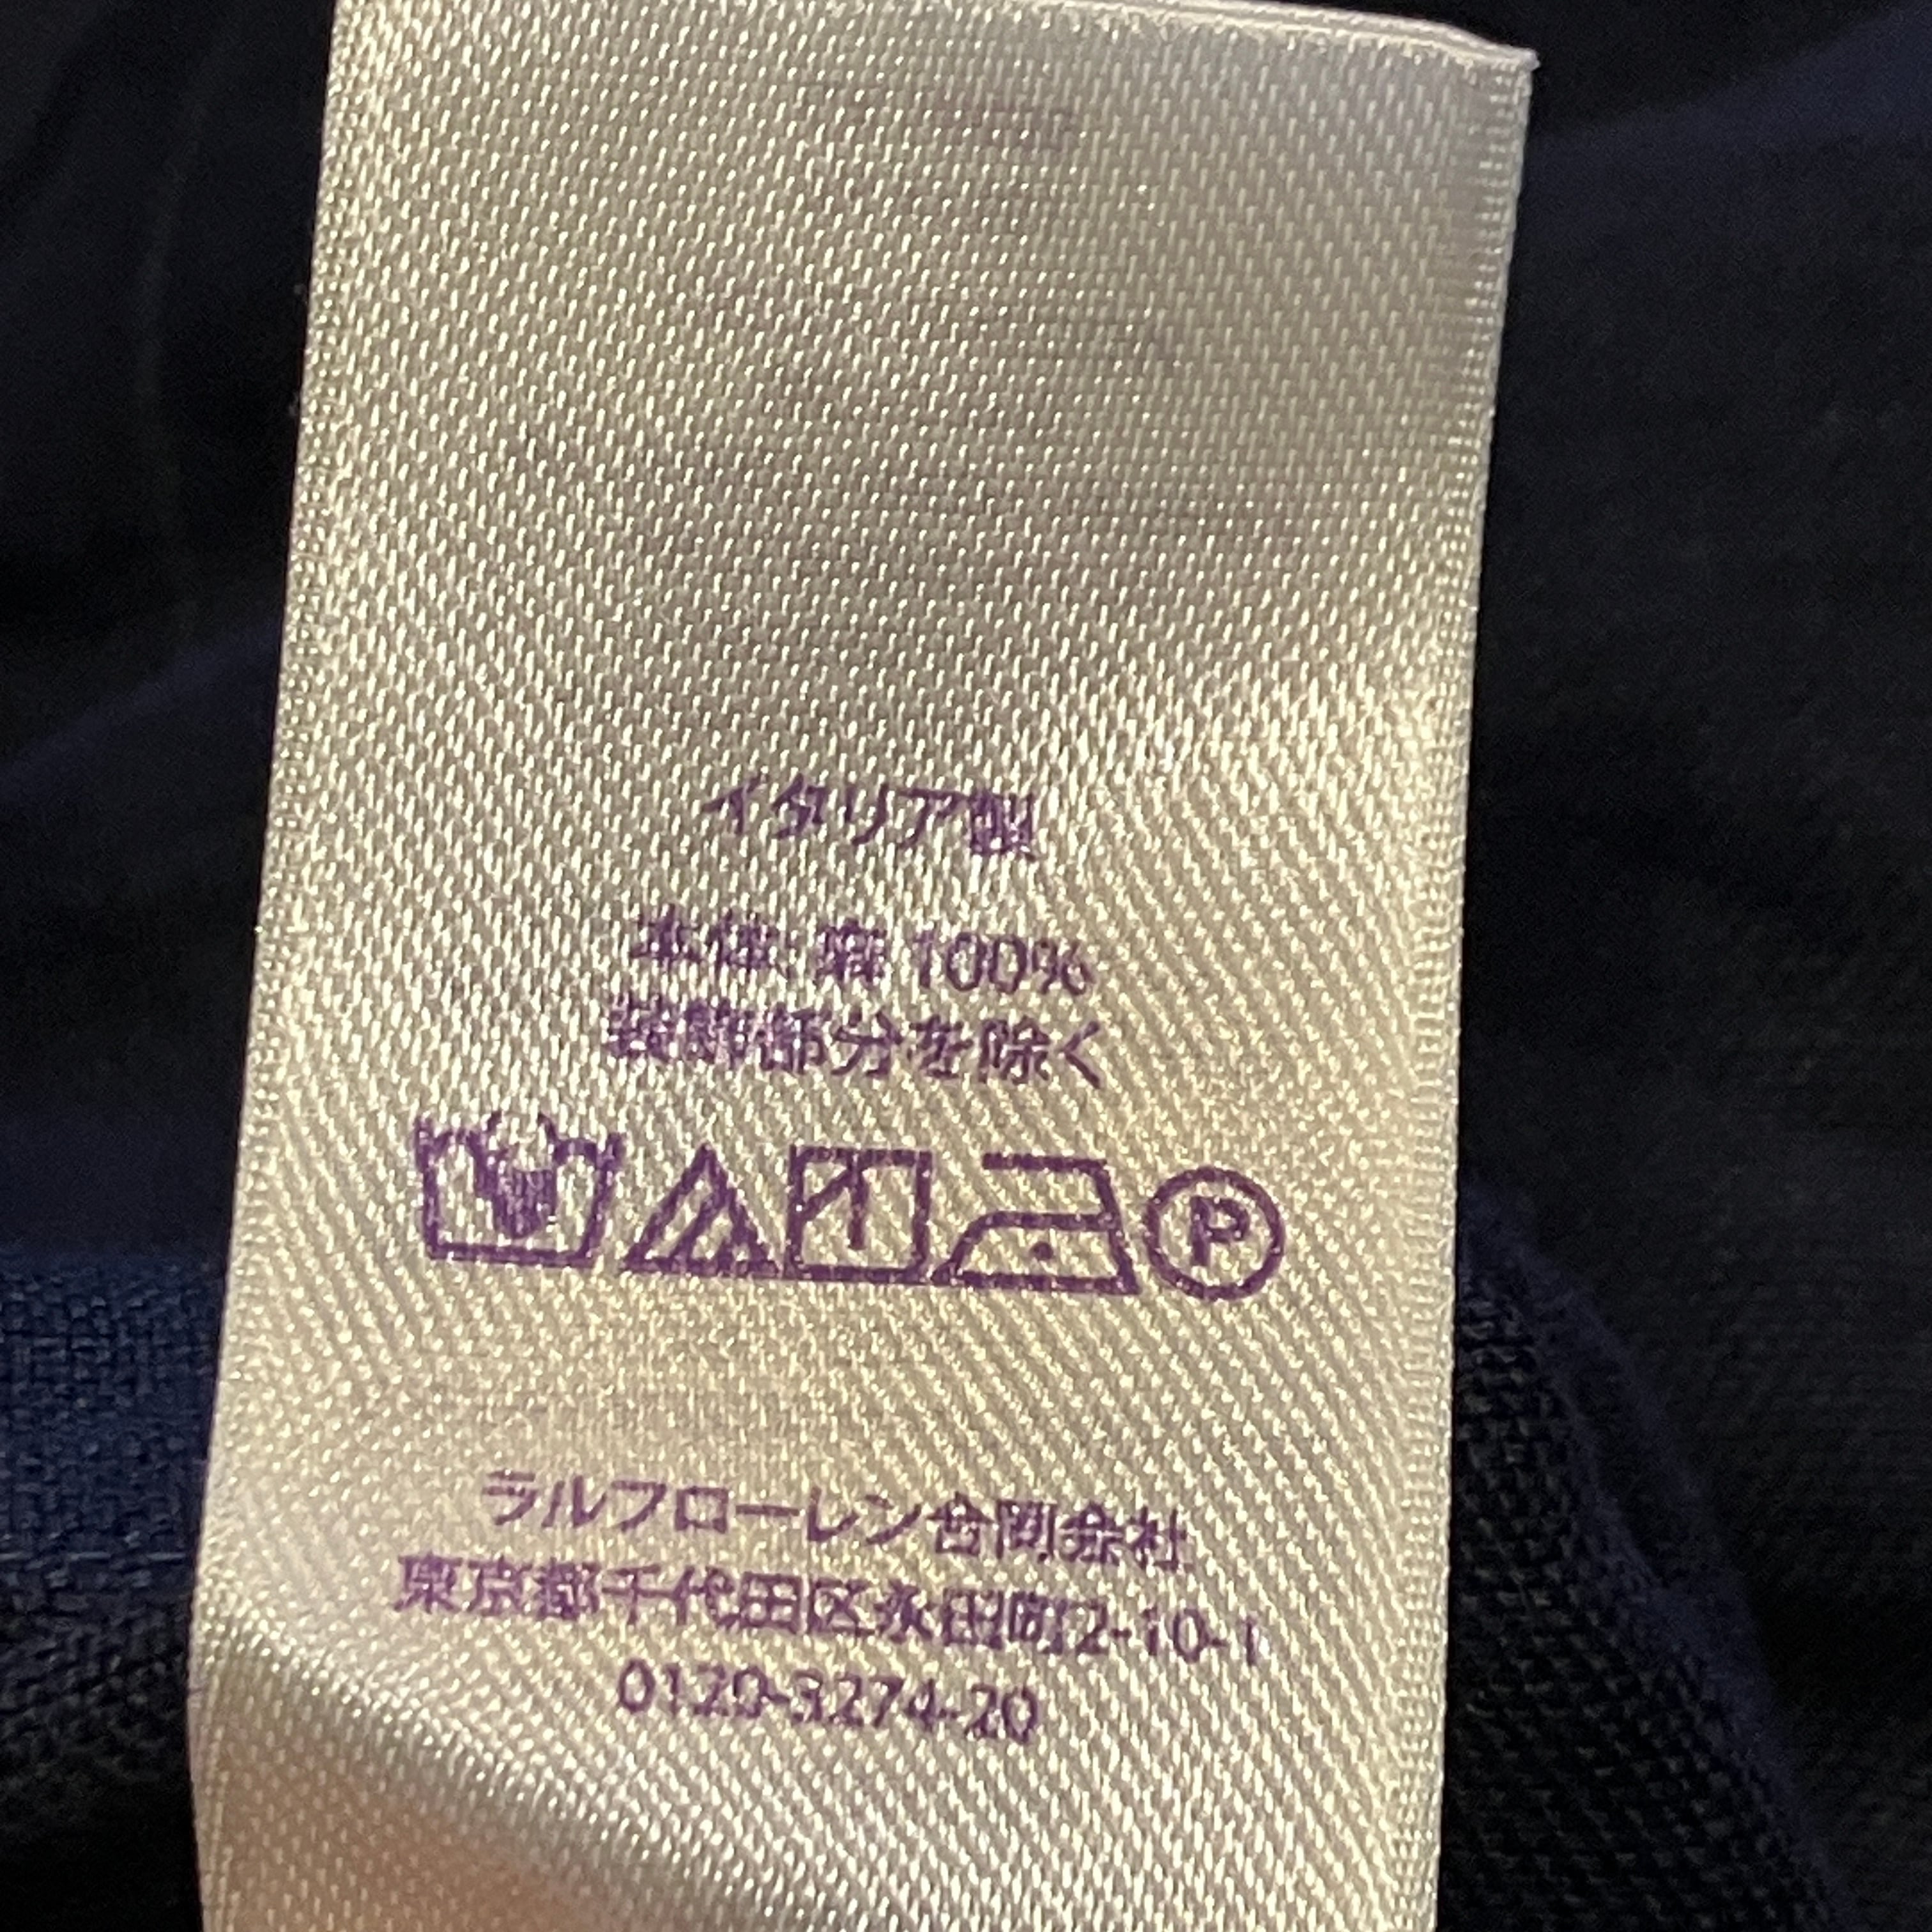 イタリア製
本体: 麻 100%
装飾部分を除く
P
ラルフローレン合同会社
東京都千代田区永田町2-10-1
0120-3274-20